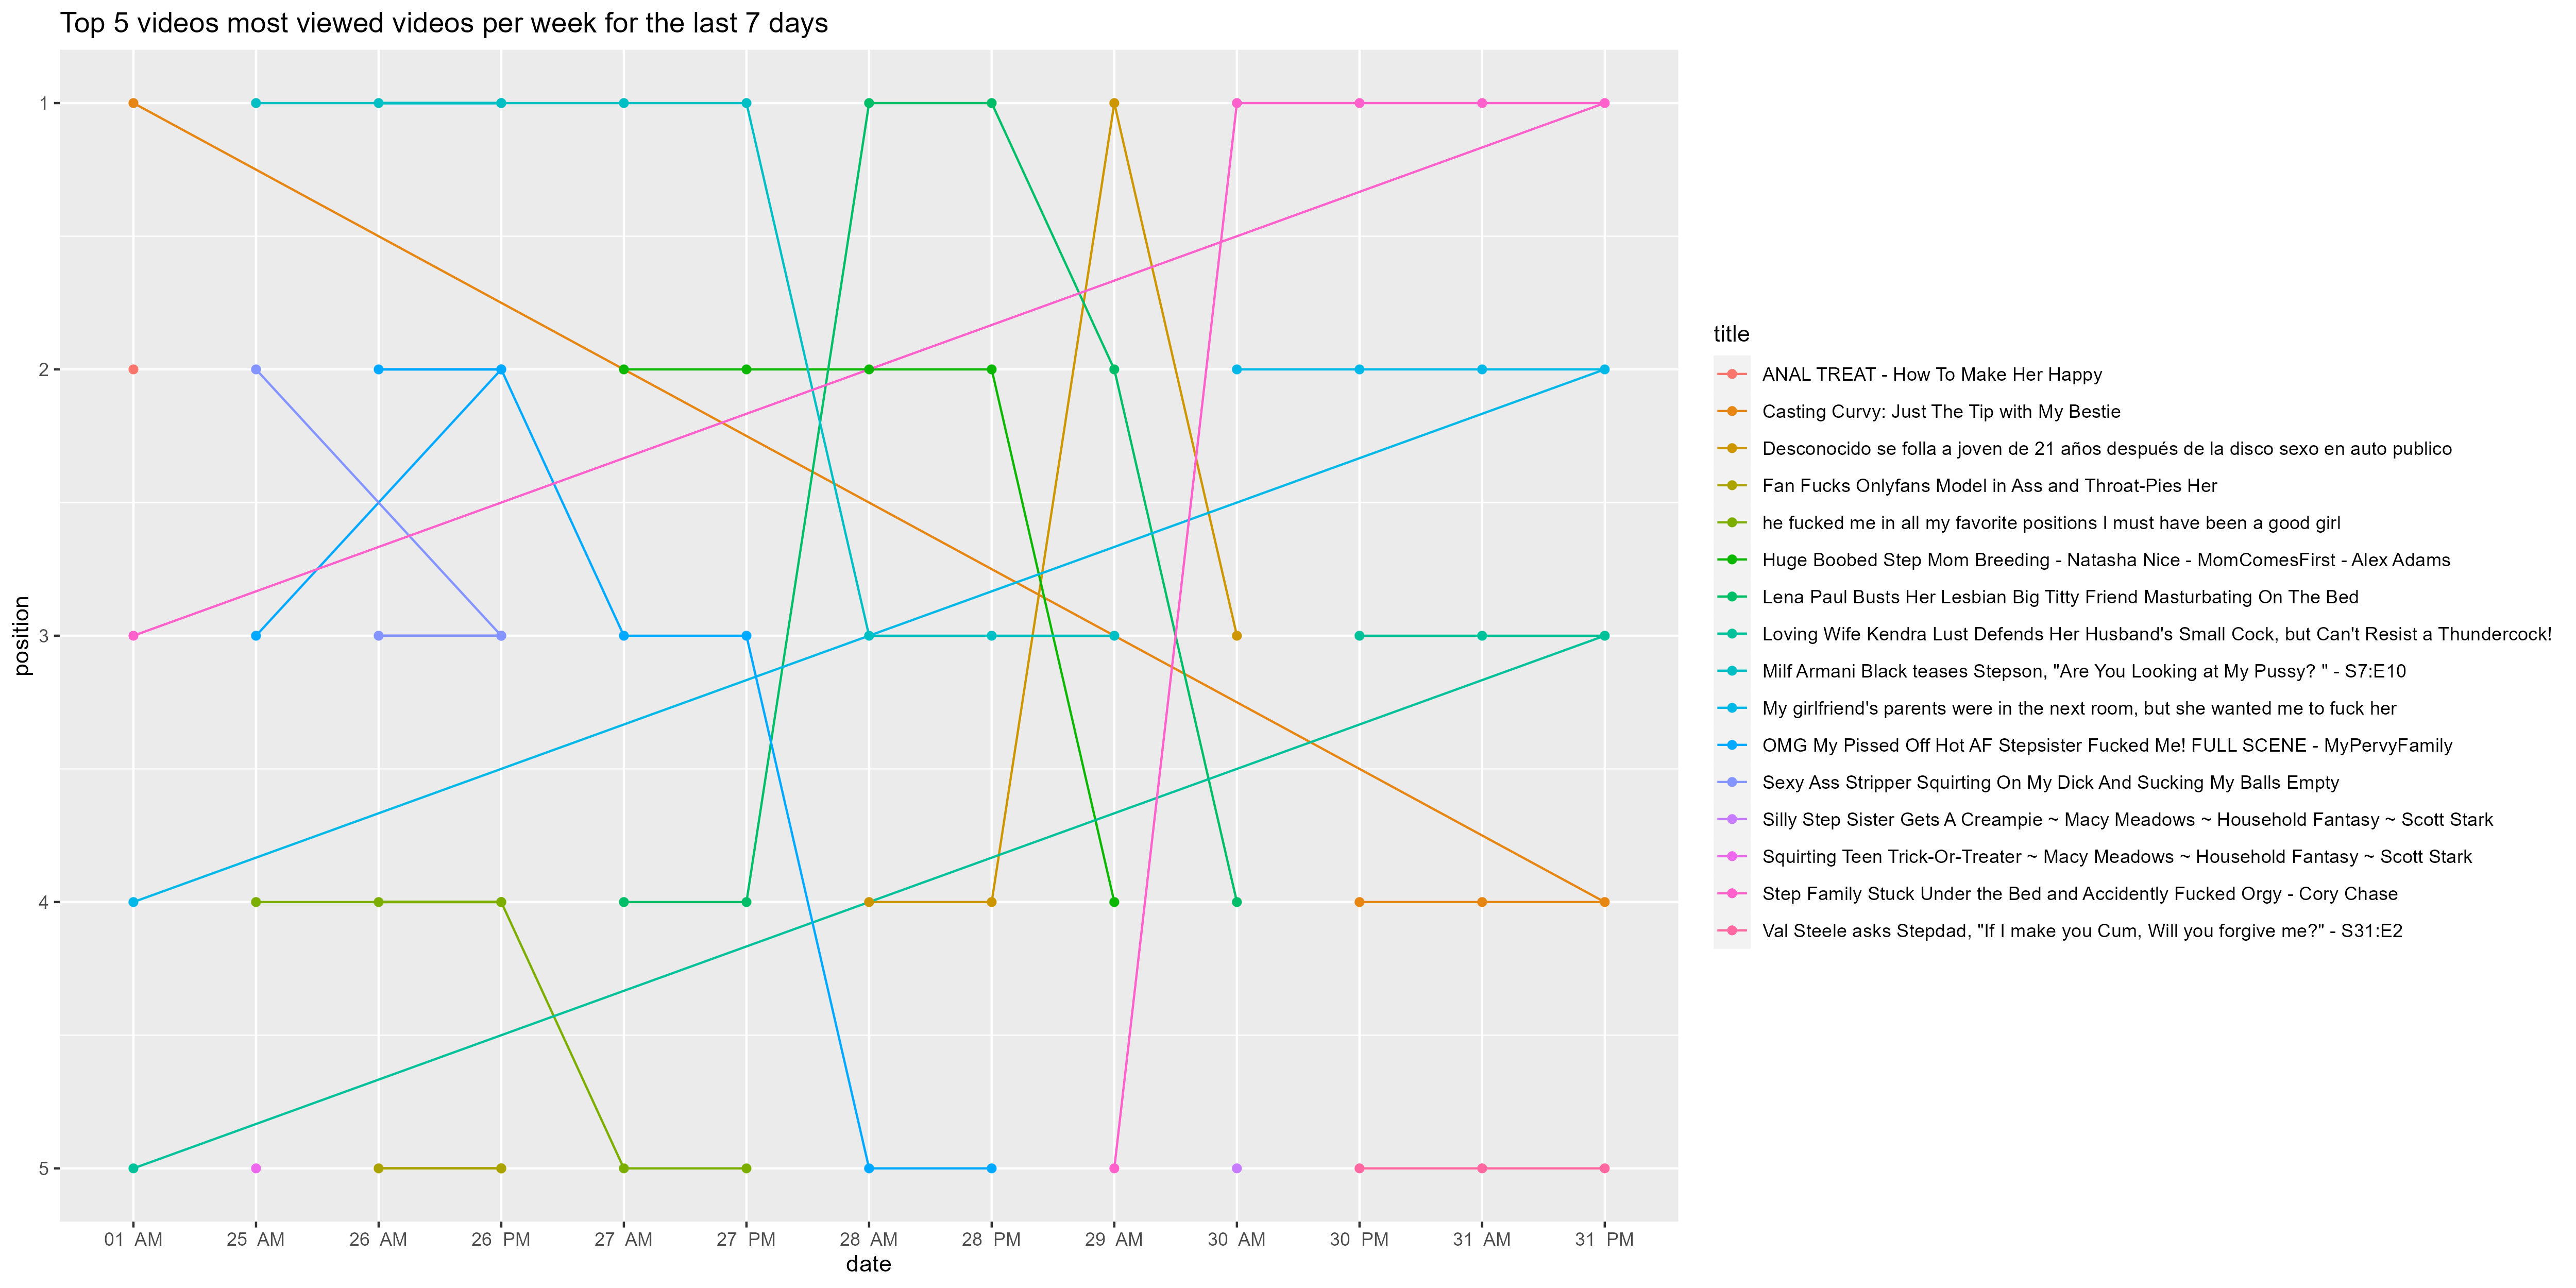 Top 5 videos most viewed videos per week for the last 7 days
position
1
2
3
4
5
01 AM
25 AM
26 AM
26 PM
27 AM
27 PM
28 AM
28 PM
29 AM
30 AM
30 PM
31 AM
31 PM
date
title
ANAL TREAT - How To Make Her Happy
Casting Curvy: Just The Tip with My Bestie
Desconocido se folla a joven de 21 años después de la disco sexo en auto publico
Fan Fucks Onlyfans Model in Ass and Throat-Pies Her
he fucked me in all my favorite positions I must have been a good girl
Huge Boobed Step Mom Breeding - Natasha Nice - MomComesFirst - Alex Adams
Lena Paul Busts Her Lesbian Big Titty Friend Masturbating On The Bed
Loving Wife Kendra Lust Defends Her Husband's Small Cock, but Can't Resist a Thundercock!
Milf Armani Black teases Stepson, "Are You Looking at My Pussy? " - S7:E10
My girlfriend's parents were in the next room, but she wanted me to fuck her
OMG My Pissed Off Hot AF Stepsister Fucked Me! FULL SCENE - MyPervyFamily
Sexy Ass Stripper Squirting On My Dick And Sucking My Balls Empty
Silly Step Sister Gets A Creampie ~ Macy Meadows ~ Household Fantasy ~ Scott Stark
Squirting Teen Trick-Or-Treater ~ Macy Meadows ~ Household Fantasy ~ Scott Stark
Step Family Stuck Under the Bed and Accidently Fucked Orgy - Cory Chase
Val Steele asks Stepdad, "If I make you Cum, Will you forgive me?" - S31:E2